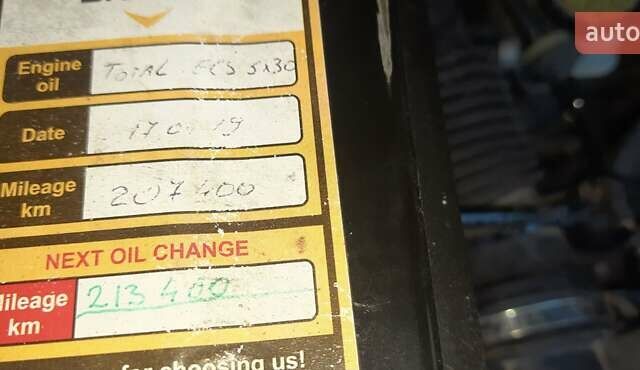 auto
Engine oil
TOTAL ECS 5x30
Date
17 01 19
Mileage km
207 400
NEXT OIL CHANGE
Mileage km
213 400
for choosing us!